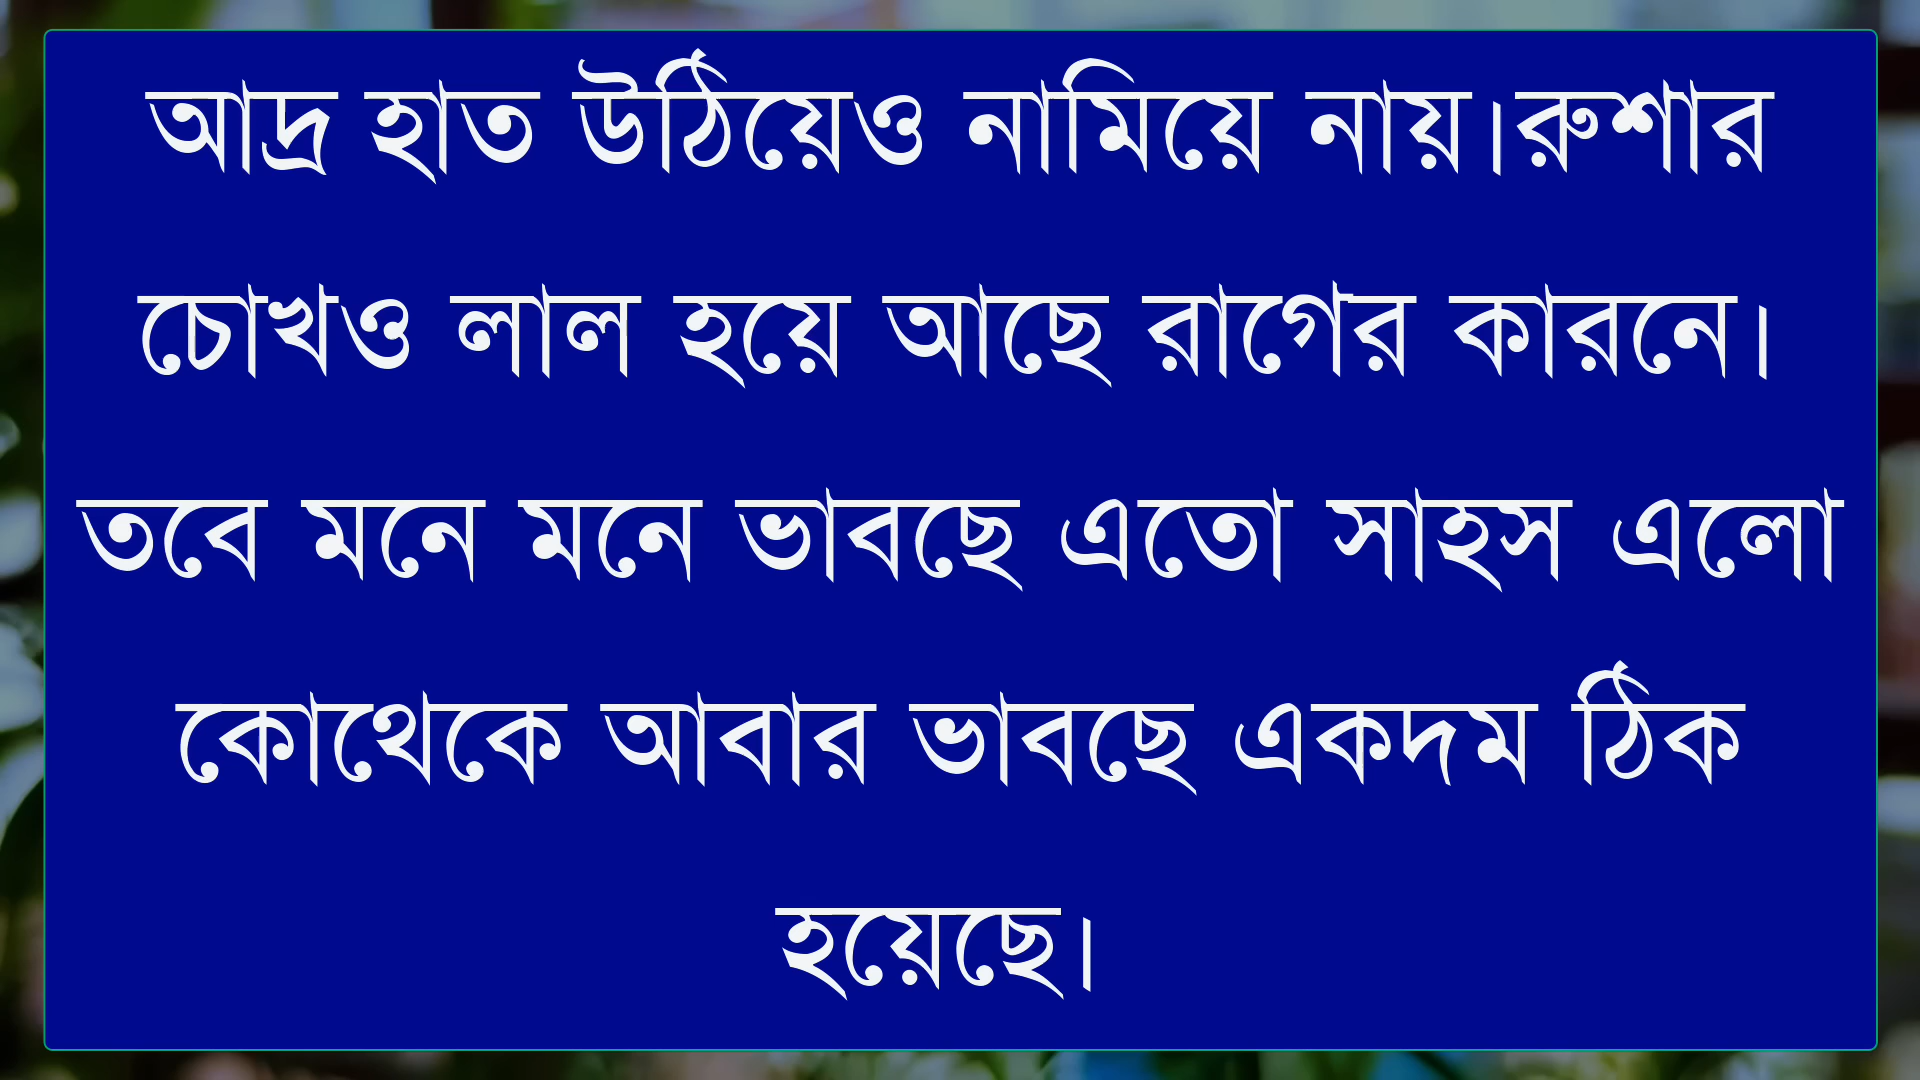 আদ্র হাত উঠিয়েও নামিয়ে নায়।রুশার
চোখও লাল হয়ে আছে রাগের কারনে।
তবে মনে মনে ভাবছে এতো সাহস এলো
কোথেকে আবার ভাবছে একদম ঠিক
হয়েছে।